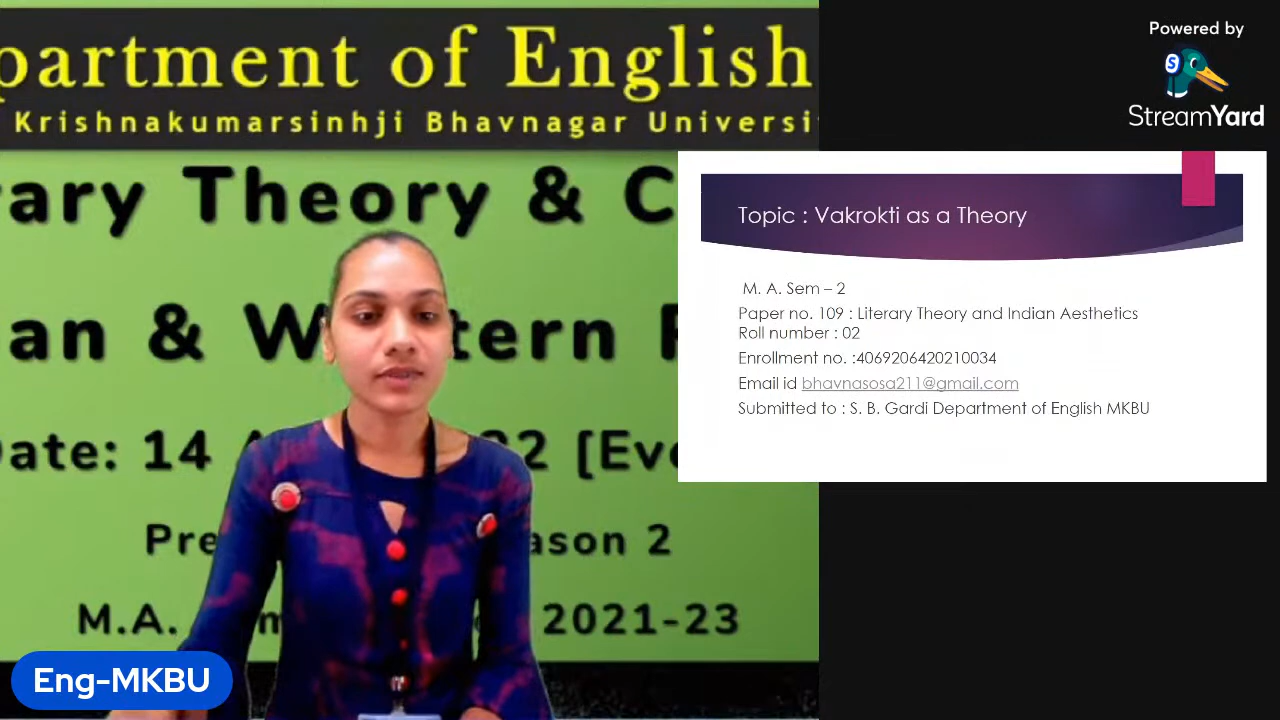 partment of English
Krishnakumarsinhji Bhavnagar Universi
rary Theory & C
an & W tern
Date: 14 A 22 [Eve
Pre ason 2
M.A. m 2021-23
Eng-MKBU
Powered by
S
StreamYard
Topic : Vakrokti as a Theory
M. A. Sem – 2
Paper no. 109 : Literary Theory and Indian Aesthetics
Roll number : 02
Enrollment no. :4069206420210034
Email id bhavnasosa211@gmail.com
Submitted to : S. B. Gardi Department of English MKBU